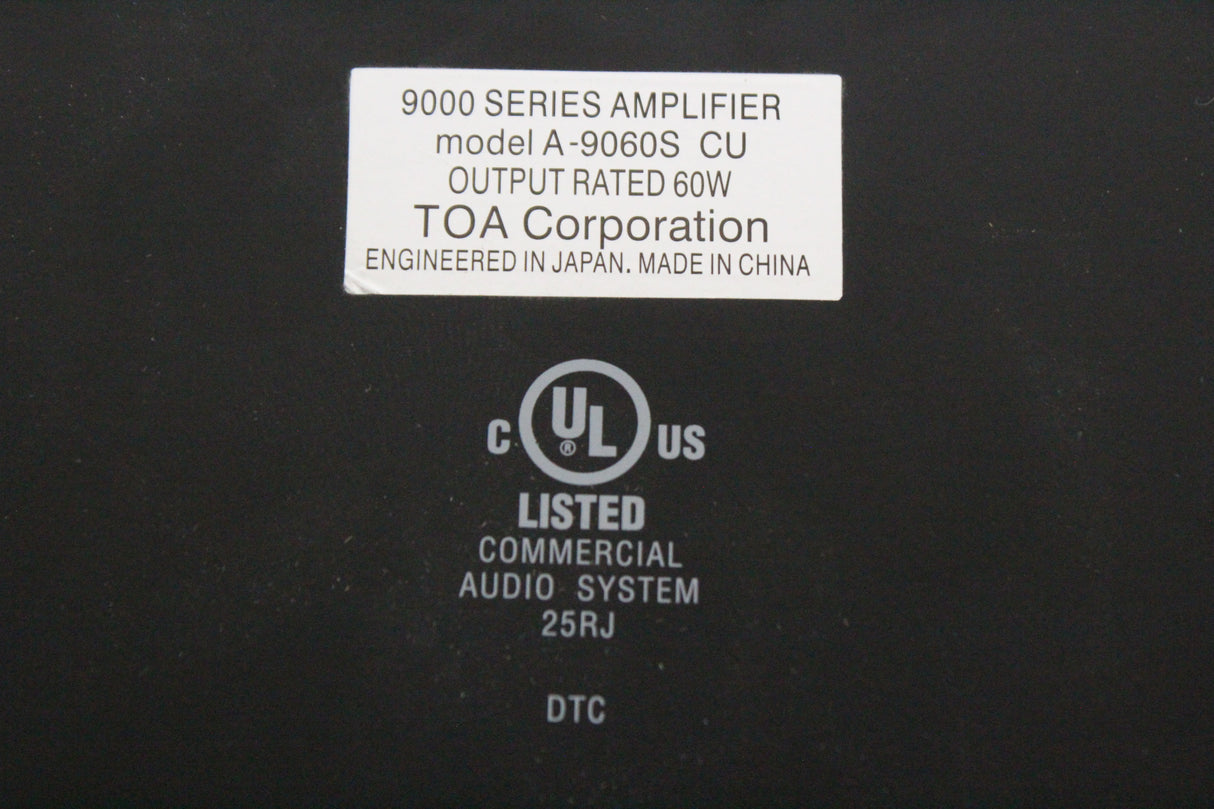 9000 SERIES AMPLIFIER
model A-9060S CU
OUTPUT RATED 60W
TOA Corporation
ENGINEERED IN JAPAN. MADE IN CHINA
C UL® US
LISTED
COMMERCIAL
AUDIO SYSTEM
25RJ
DTC